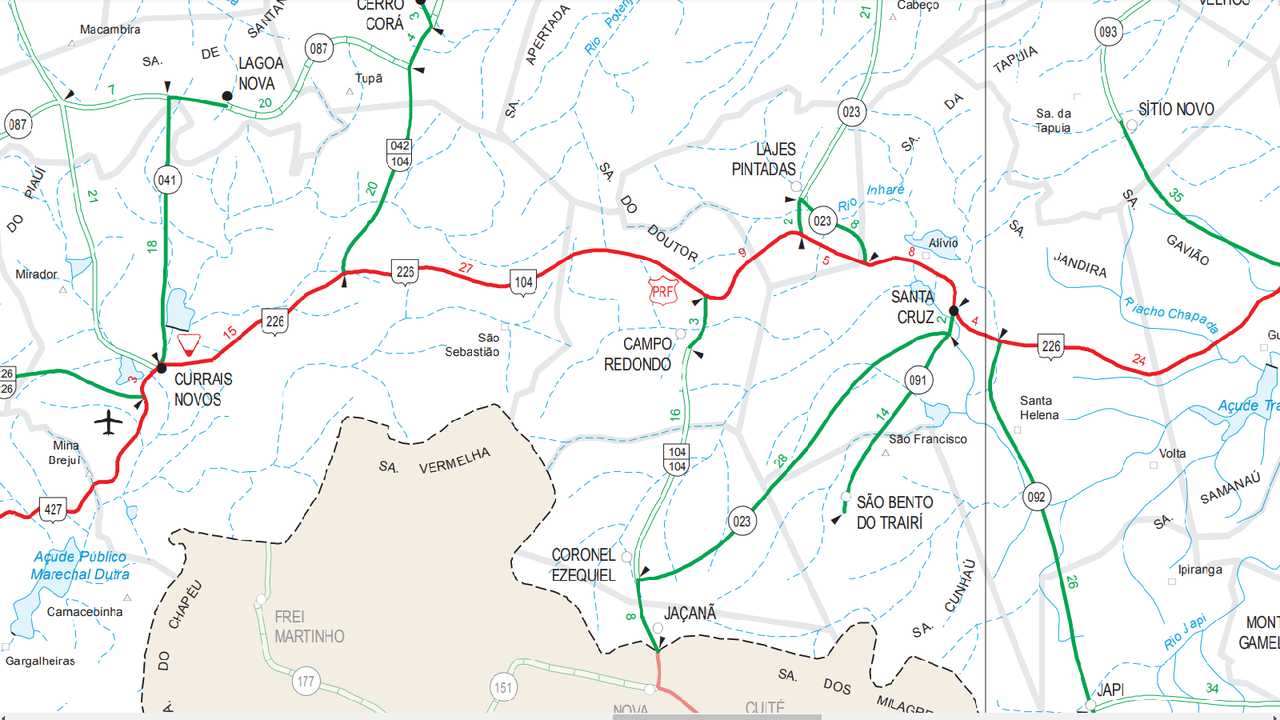 CERRO
CORÁ
3
4
Macambira
SA.
DE
SANTAN
087
LAGOA
NOVA
Tupã
7
20
087
APERTADA
SA.
Rio
Poten
21
Cabeço
023
TAPUIA
093
VELHOS
SÍTIO NOVO
Sa. da
Tapuia
DA
SA.
042
104
041
21
18
20
PIAUÍ
DO
SA.
DO
DOUTOR
LAJES
PINTADAS
Rio
Inharé
023
2
8
5
9
8
Alívio
SA.
35
SA.
GAVIÃO
JANDIRA
Riacho Chapada
Mirador
226
27
104
PRF
226
15
3
3
SANTA
CRUZ
2
4
226
24
Gu
CAMPO
REDONDO
São
Sebastião
26
26
CURRAIS
NOVOS
091
14
Santa
Helena
Açude Tra
16
São Francisco
Mina
Brejuí
SA.
VERMELHA
104
104
28
Volta
SAMANAÚ
SA.
427
023
SÃO BENTO
DO TRAIRÍ
092
Açude Público
Marechal Dutra
CORONEL
EZEQUIEL
26
Ipiranga
CHAPÉU
DO
Carnacebinha
CUNHAÚ
SA.
8
JAÇANÃ
FREI
MARTINHO
Rio Japi
MONT
GAMEL
Gargalheiras
177
151
SA.
DOS
MILAGRE
NOVA
CUITÉ
JAPI
34